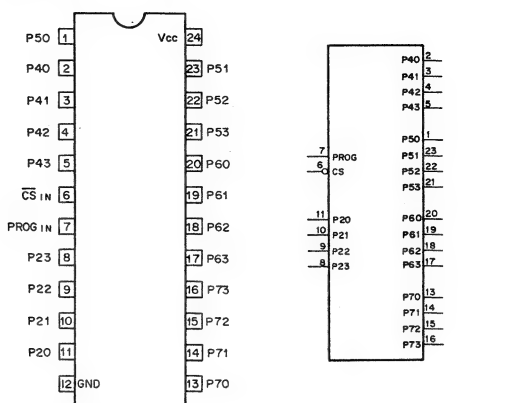 P50 1 Vcc 24
P40 2 23 P51
P41 3 22 P52
P42 4 21 P53
P43 5 20 P60
CS IN 6 19 P61
PROG IN 7 18 P62
P23 8 17 P63
P22 9 16 P73
P21 10 15 P72
P20 11 14 P71
12 GND 13 P70
P40 2
P41 3
P42 4
P43 5
P50 1
7 PROG P51 23
6 CS P52 22
P53 21
11 P20 P60 20
10 P21 P61 19
9 P22 P62 18
8 P23 P63 17
P70 13
P71 14
P72 15
P73 16